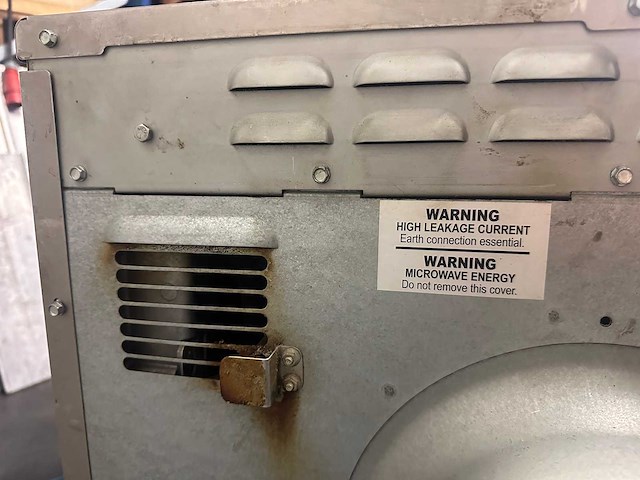 WARNING
HIGH LEAKAGE CURRENT
Earth connection essential.
WARNING
MICROWAVE ENERGY
Do not remove this cover.